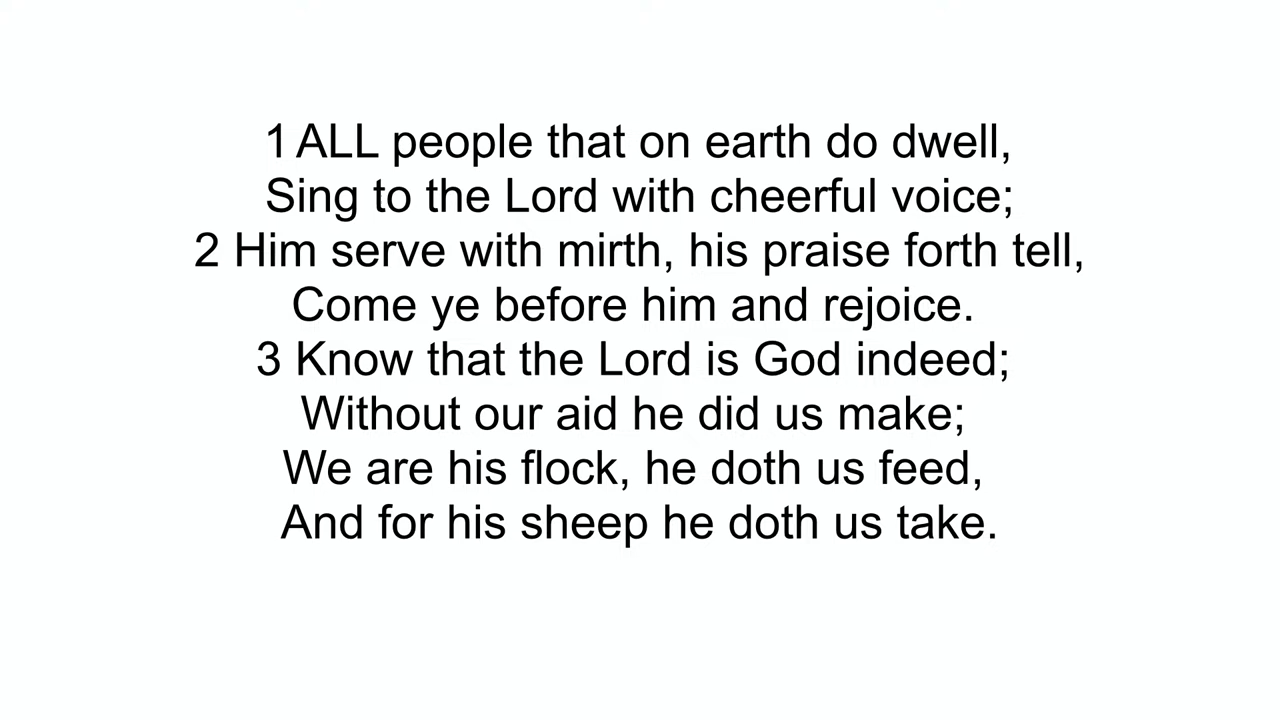 1 ALL people that on earth do dwell,
Sing to the Lord with cheerful voice;
2 Him serve with mirth, his praise forth tell,
Come ye before him and rejoice.
3 Know that the Lord is God indeed;
Without our aid he did us make;
We are his flock, he doth us feed,
And for his sheep he doth us take.